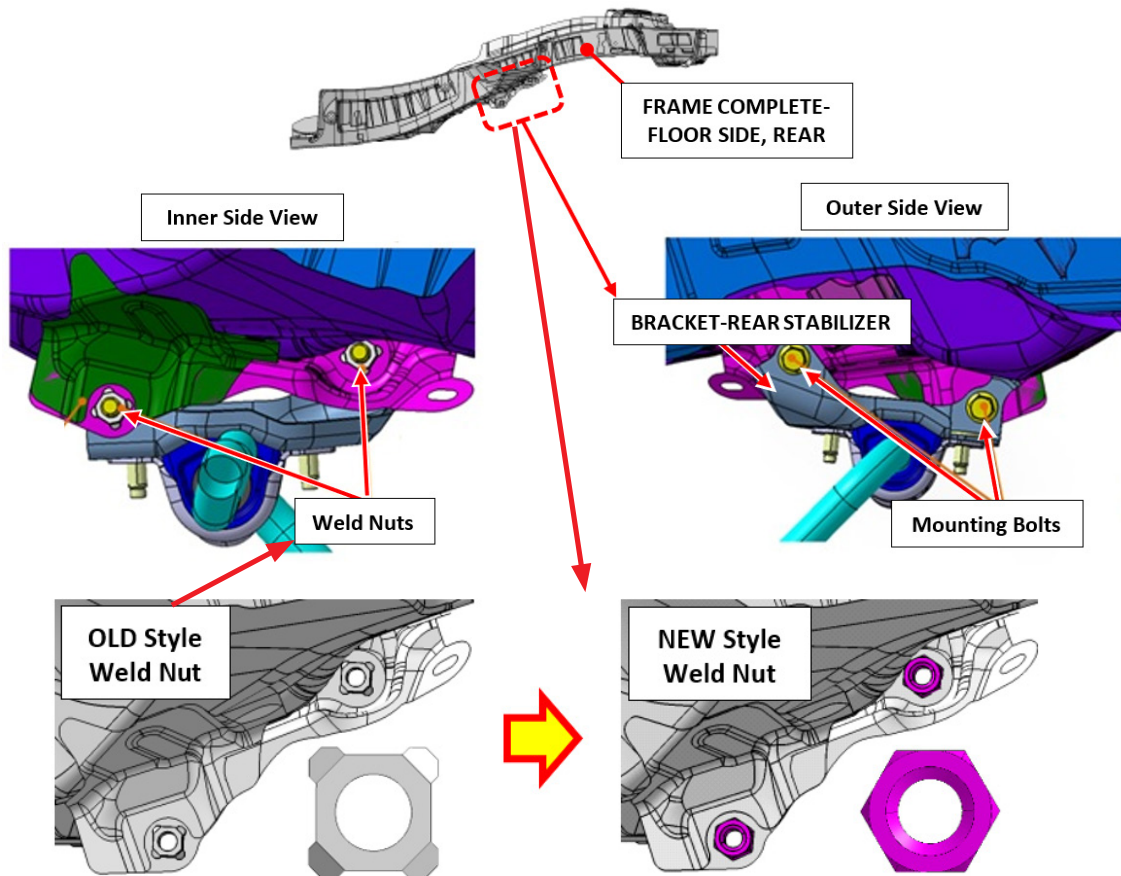 FRAME COMPLETE-
FLOOR SIDE, REAR
Inner Side View
Outer Side View
BRACKET-REAR STABILIZER
Weld Nuts
Mounting Bolts
OLD Style
Weld Nut
NEW Style
Weld Nut